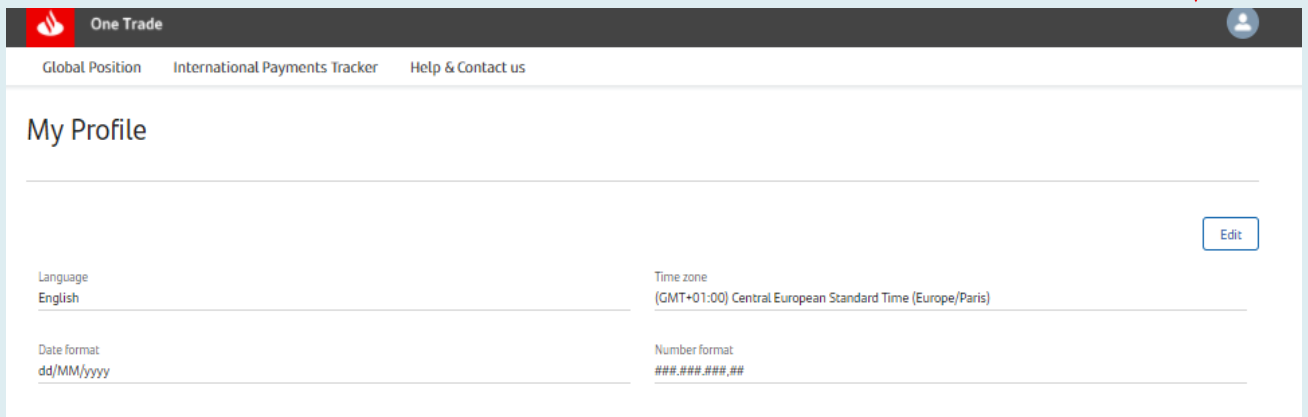 One Trade
Global Position International Payments Tracker Help & Contact us
My Profile
Edit
Language Time zone
English (GMT+01:00) Central European Standard Time (Europe/Paris)
Date format Number format
dd/MM/yyyy ###.###.###,##